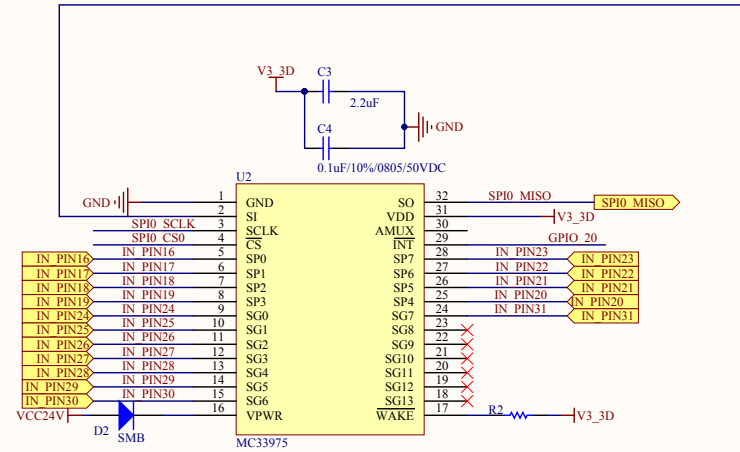 V3_3D
C3
2.2uF
GND
C4
0.1uF/10%/0805/50VDC
U2
GND 1 GND SO 32 SPI0_MISO SPI0_MISO
2 SI VDD 31 V3_3D
SPI0_SCLK 3 SCLK AMUX 30
SPI0_CS0 4 CS INT 29 GPIO_20
IN_PIN16 IN_PIN16 5 SP0 SP7 28 IN_PIN23 IN_PIN23
IN_PIN17 IN_PIN17 6 SP1 SP6 27 IN_PIN22 IN_PIN22
IN_PIN18 IN_PIN18 7 SP2 SP5 26 IN_PIN21 IN_PIN21
IN_PIN19 IN_PIN19 8 SP3 SP4 25 IN_PIN20 IN_PIN20
IN_PIN24 IN_PIN24 9 SG0 SG7 24 IN_PIN31 IN_PIN31
IN_PIN25 IN_PIN25 10 SG1 SG8 23
IN_PIN26 IN_PIN26 11 SG2 SG9 22
IN_PIN27 IN_PIN27 12 SG3 SG10 21
IN_PIN28 IN_PIN28 13 SG4 SG11 20
IN_PIN29 IN_PIN29 14 SG5 SG12 19
IN_PIN30 IN_PIN30 15 SG6 SG13 18
VCC24V 16 VPWR WAKE 17 R2 V3_3D
D2 SMB
MC33975